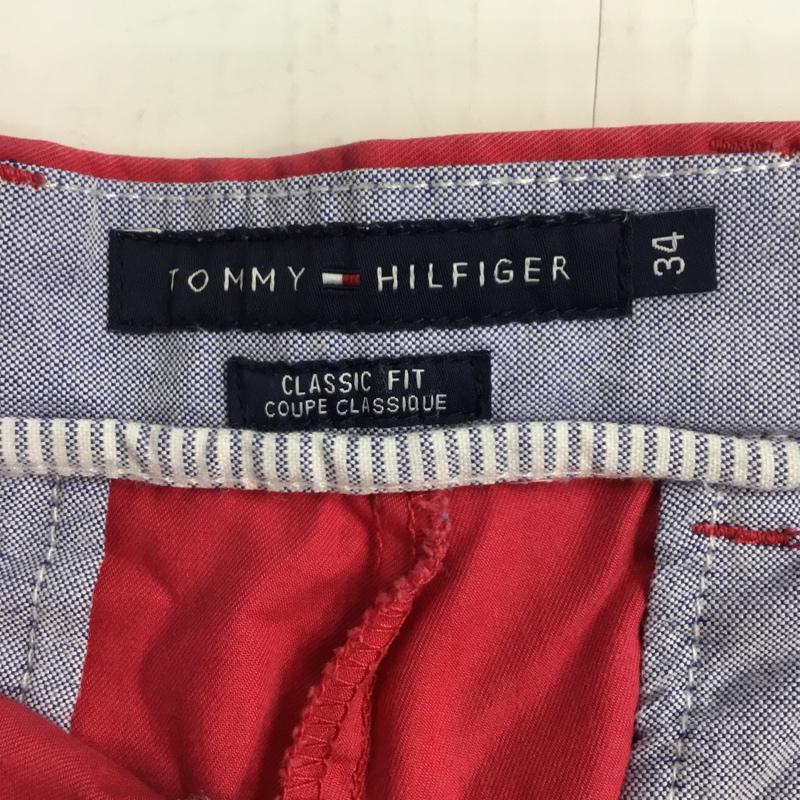 TOMMY HILFIGER
34
CLASSIC FIT
COUPE CLASSIQUE